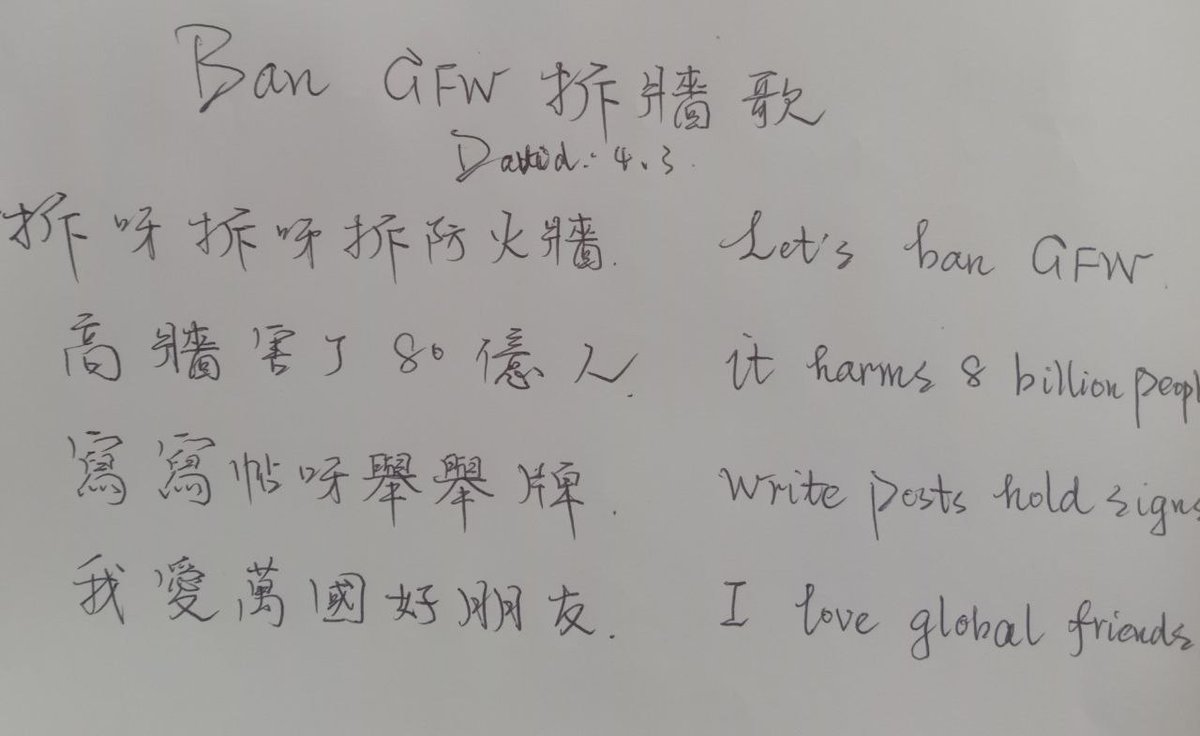 Ban GFW 拆牆歌
David: 4.3.
拆呀拆呀拆防火牆. Let's ban GFW.
高牆害了80億人. it harms 8 billion peopl
寫寫帖呀舉舉牌. Write posts hold signs
我愛萬國好朋友. I love global friends